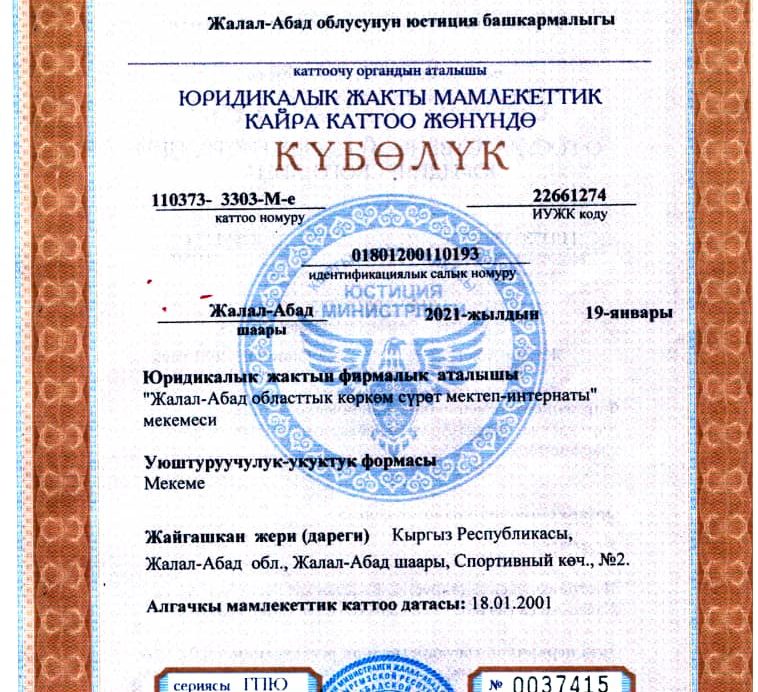 Жалал-Абад облусунун юстиция башкармалыгы
каттоочу органдын аталышы
ЮРИДИКАЛЫК ЖАКТЫ МАМЛЕКЕТТИК
КАЙРА КАТТОО ЖӨНҮНДӨ
КҮБӨЛҮК
110373- 3303-М-е 22661274
каттоо номуру ИУЖК коду
01801200110193
идентификациялык салык номуру
ЮСТИЦИЯ
МИНИСТРЛИГИ
Жалал-Абад 2021-жылдын 19-январы
шаары
Юридикалык жактын фирмалык аталышы
"Жалал-Абад областтык көркөм сүрөт мектеп-интернаты"
мекемеси
Уюштуруучулук-укуктук формасы
Мекеме
Жайгашкан жери (дареги) Кыргыз Республикасы,
Жалал-Абад обл., Жалал-Абад шаары, Спортивный көч., №2.
Алгачкы мамлекеттик каттоо датасы: 18.01.2001
сериясы ГПЮ № 0037415